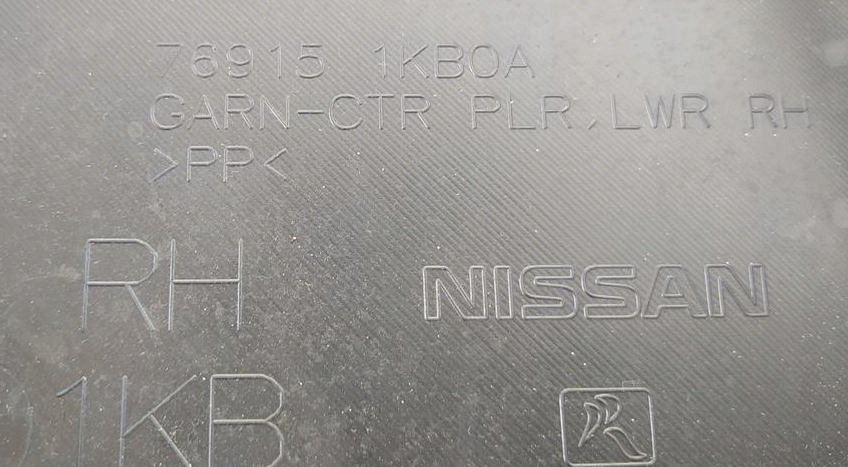 76915 1KB0A
GARN-CTR PLR,LWR RH
>PP<
RH
NISSAN
1KB